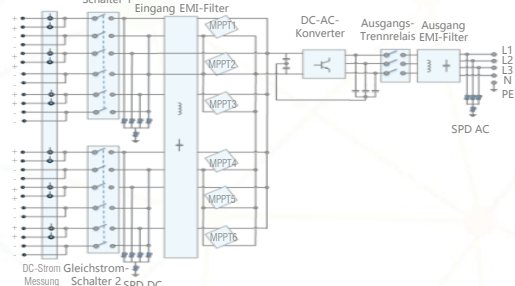 Schalter 1
Eingang EMI-Filter
MPPT1
MPPT2
MPPT3
MPPT4
MPPT5
MPPT6
DC-AC-
Konverter
Ausgangs-
Trennrelais
Ausgang
EMI-Filter
L1
L2
L3
N
PE
SPD AC
DC-Strom
Messung
Gleichstrom-
Schalter 2
SPD DC